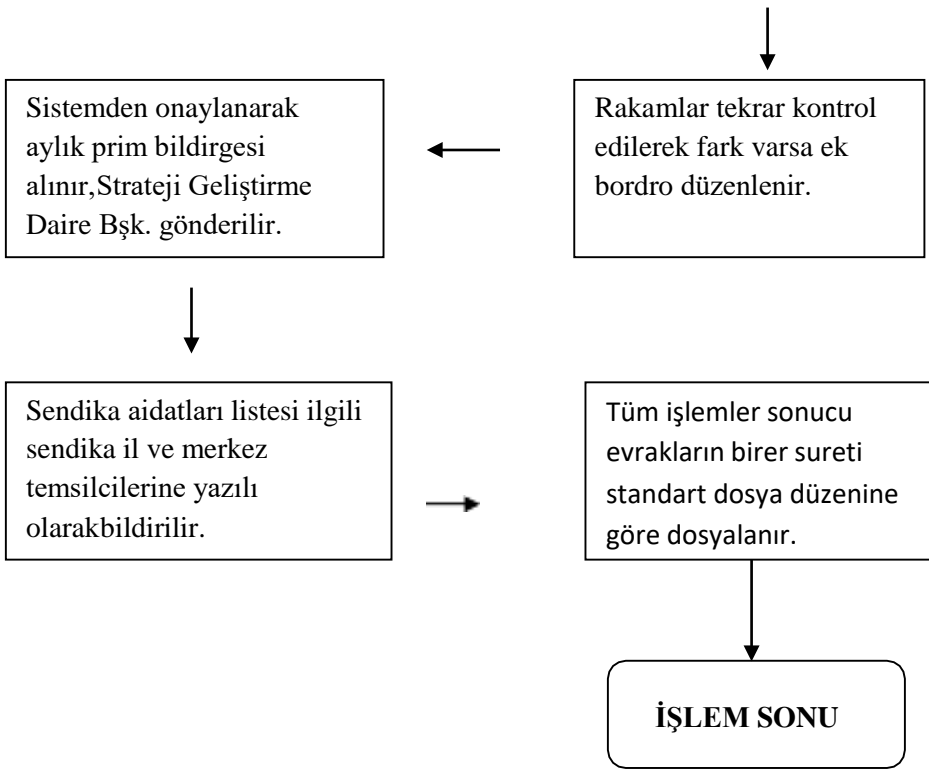 Rakamlar tekrar kontrol
edilerek fark varsa ek
bordro düzenlenir.
Sistemden onaylanarak
aylık prim bildirgesi
alınır,Strateji Geliştirme
Daire Bşk. gönderilir.
Sendika aidatları listesi ilgili
sendika il ve merkez
temsilcilerine yazılı
olarakbildirilir.
Tüm işlemler sonucu
evrakların birer sureti
standart dosya düzenine
göre dosyalanır.
İŞLEM SONU